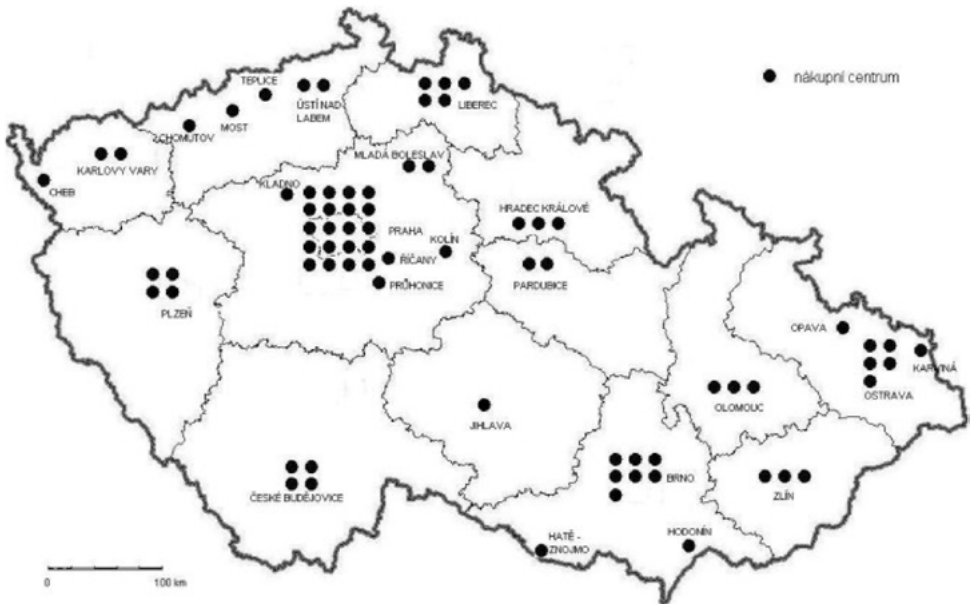 nákupní centrum
TEPLICE
ÚSTÍ NAD
LABEM
LIBEREC
MOST
CHOMUTOV
MLADÁ BOLESLAV
KARLOVY VARY
CHEB
KLADNO
HRADEC KRÁLOVÉ
PRAHA
KOLÍN
ŘÍČANY
PRŮHONICE
PARDUBICE
PLZEŇ
OPAVA
KARVINÁ
OSTRAVA
OLOMOUC
JIHLAVA
BRNO
ZLÍN
ČESKÉ BUDĚJOVICE
HATĚ -
ZNOJMO
HODONÍN
0 100 km